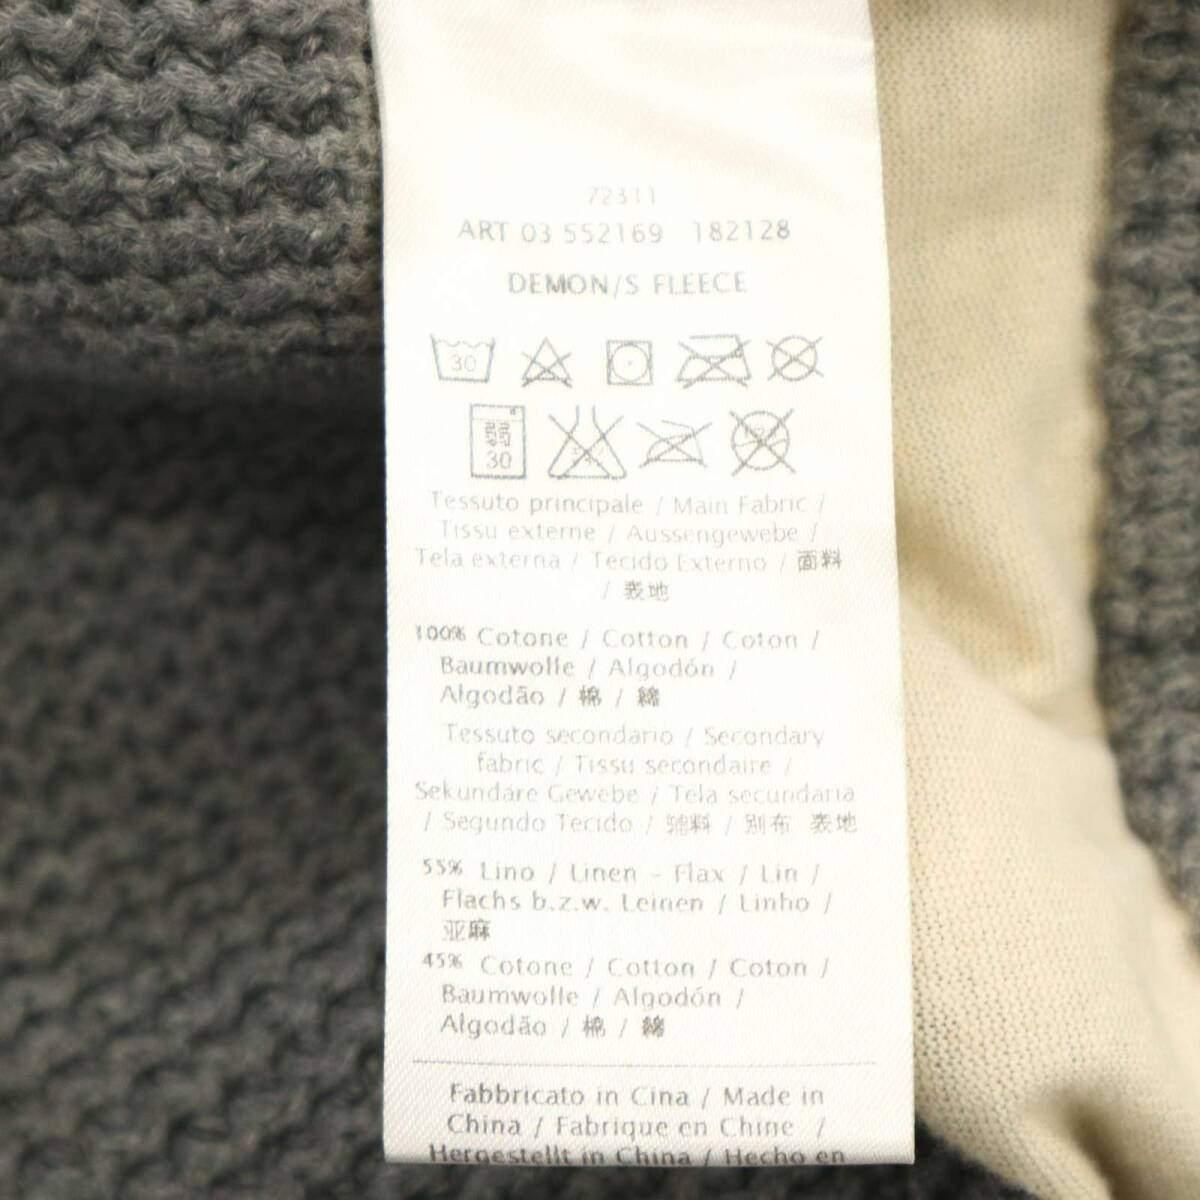 72311
ART 03 552169 182128
DEMON/S FLEECE
30
弱
30
Tessuto principale / Main Fabric /
Tissu externe / Aussengewebe /
Tela externa / Tecido Externo / 面料
/ 表地
100% Cotone / Cotton / Coton /
Baumwolle / Algodón /
Algodão / 棉 / 綿
Tessuto secondario / Secondary
fabric / Tissu secondaire /
Sekundäre Gewebe / Tela secundaria
/ Segundo Tecido / 辅料 / 別布 表地
55% Lino / Linen - Flax / Lin /
Flachs b.z.w. Leinen / Linho /
亚麻
45% Cotone / Cotton / Coton /
Baumwolle / Algodón /
Algodão / 棉 / 綿
Fabbricato in Cina / Made in
China / Fabrique en Chine /
Hergestellt in China / Hecho en